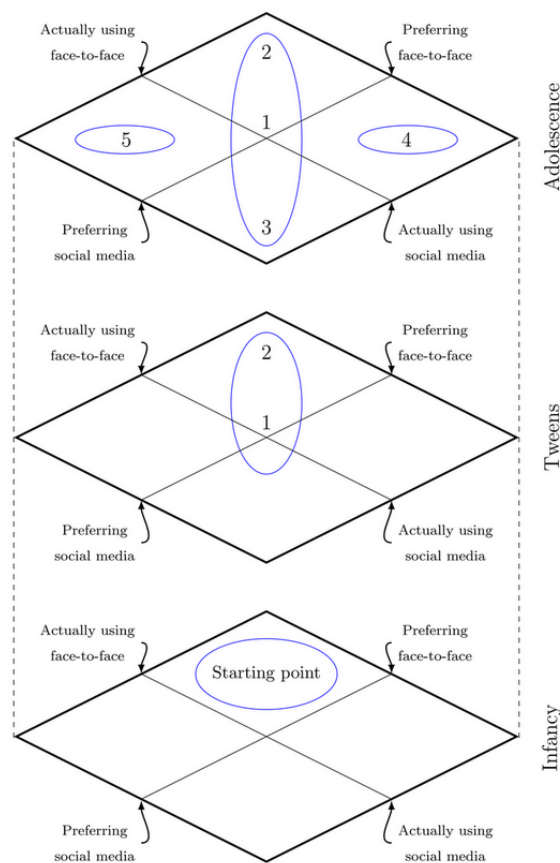 Actually using
face-to-face
Preferring
face-to-face
2
1
5
4
3
Preferring
social media
Actually using
social media
Adolescence
Actually using
face-to-face
Preferring
face-to-face
2
1
Preferring
social media
Actually using
social media
Tweens
Actually using
face-to-face
Preferring
face-to-face
Starting point
Preferring
social media
Actually using
social media
Infancy